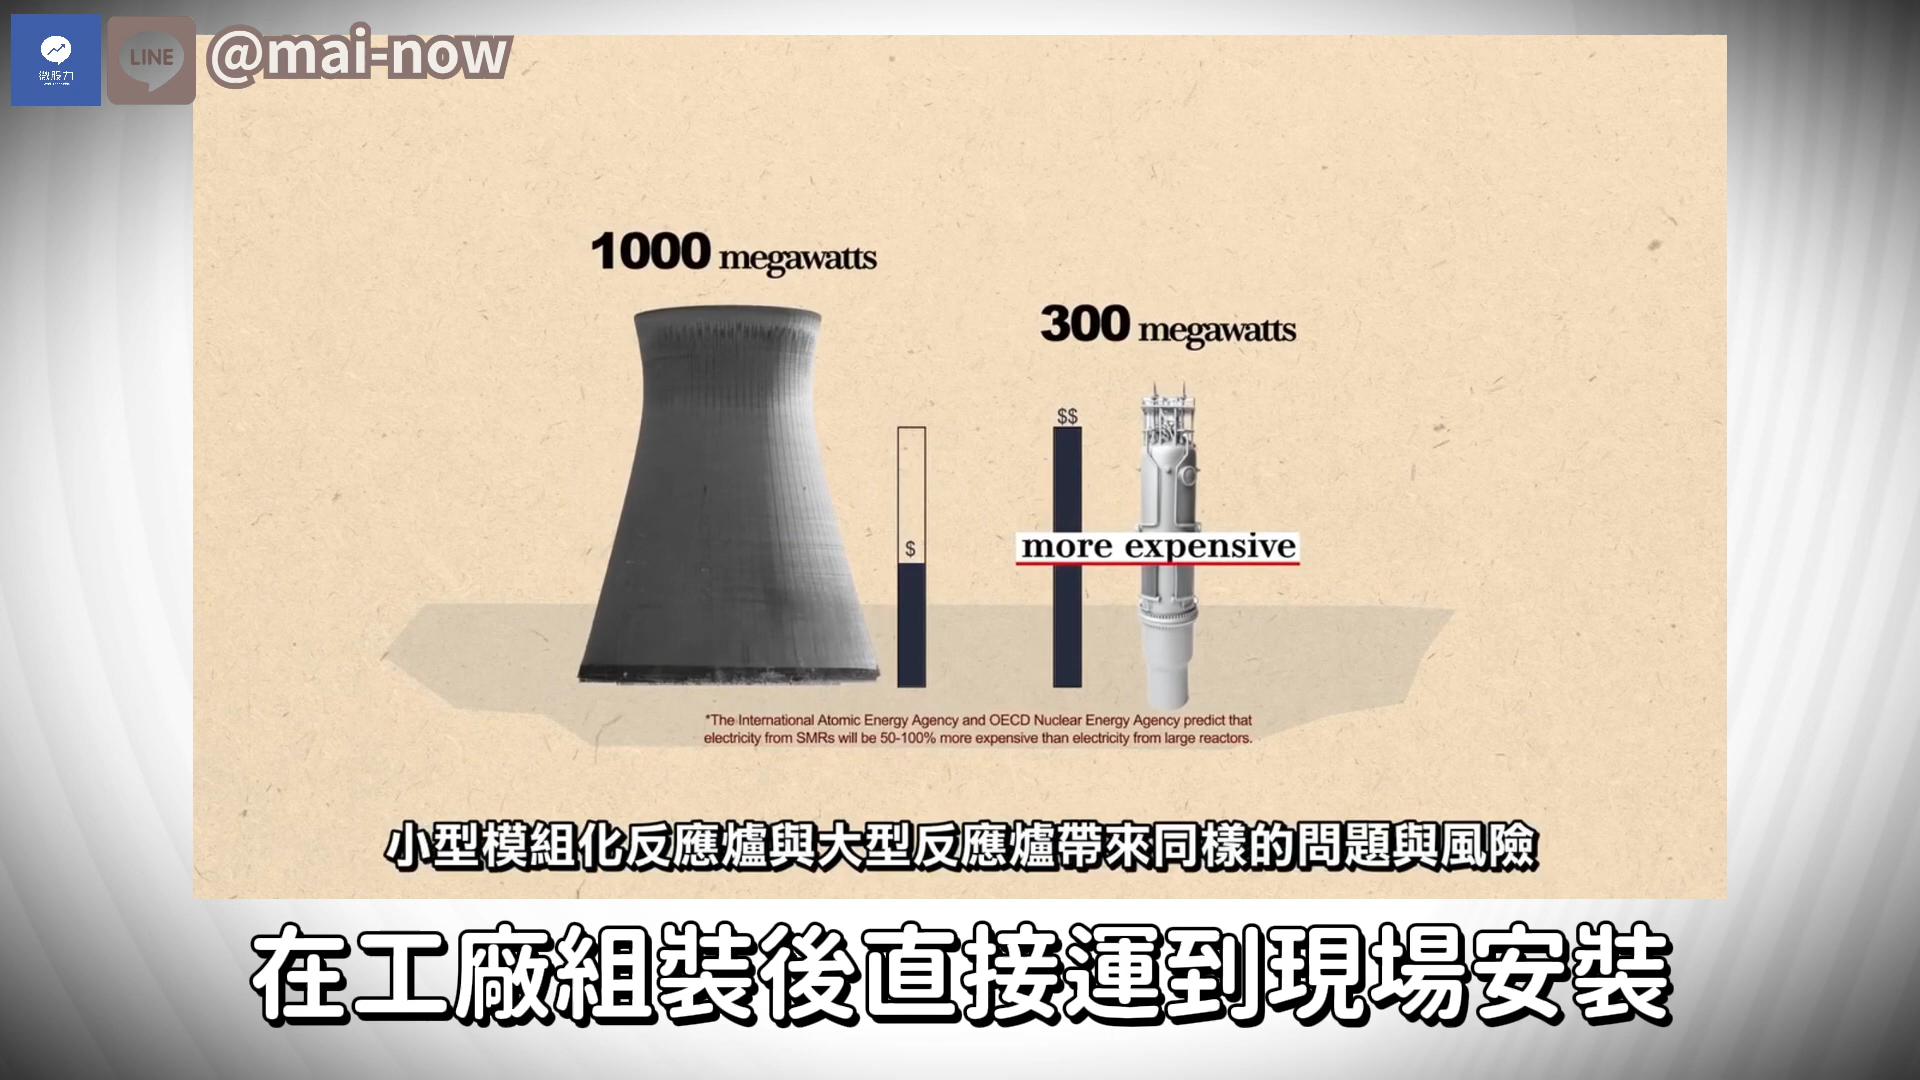 微股力
LINE
@mai-now
1000 megawatts
300 megawatts
$$
$
more expensive
*The International Atomic Energy Agency and OECD Nuclear Energy Agency predict that
electricity from SMRs will be 50-100% more expensive than electricity from large reactors.
小型模組化反應爐與大型反應爐帶來同樣的問題與風險
在工廠組裝後直接運到現場安裝